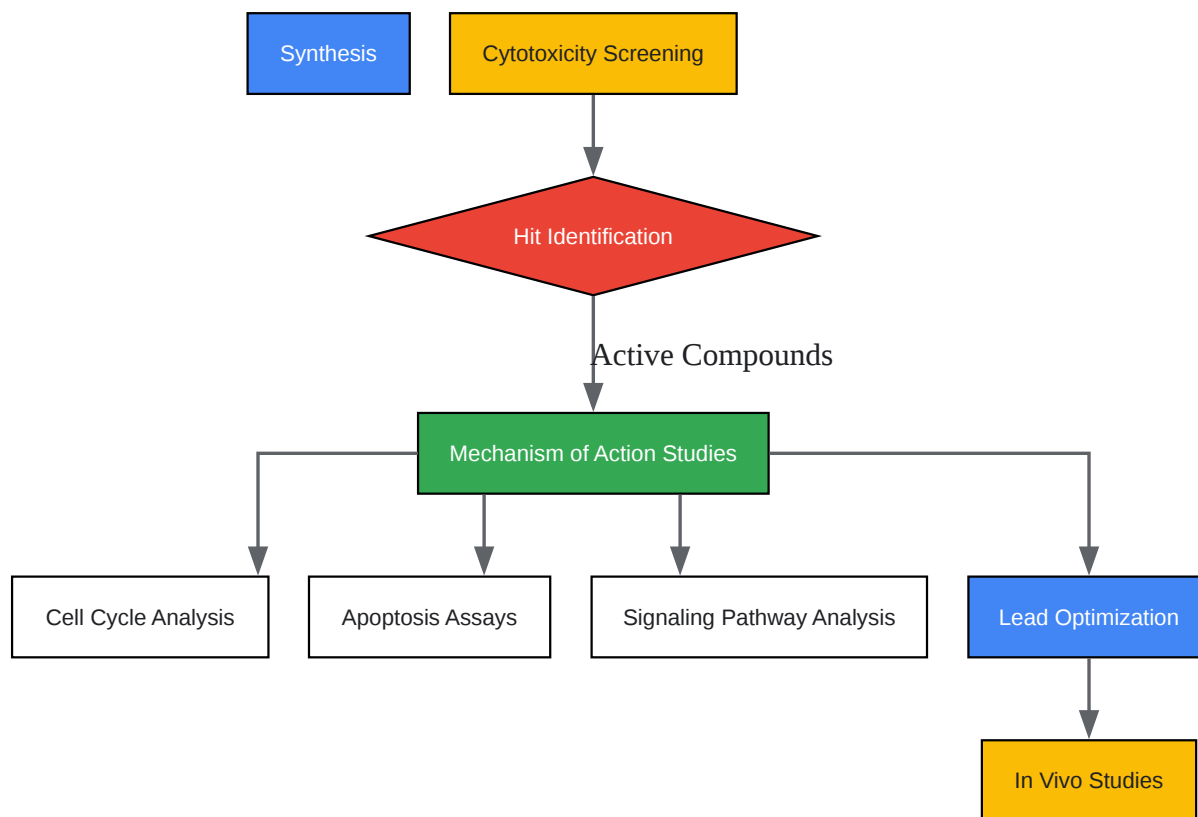 Synthesis
Cytotoxicity Screening
Hit Identification
Active Compounds
Mechanism of Action Studies
Cell Cycle Analysis
Apoptosis Assays
Signaling Pathway Analysis
Lead Optimization
In Vivo Studies